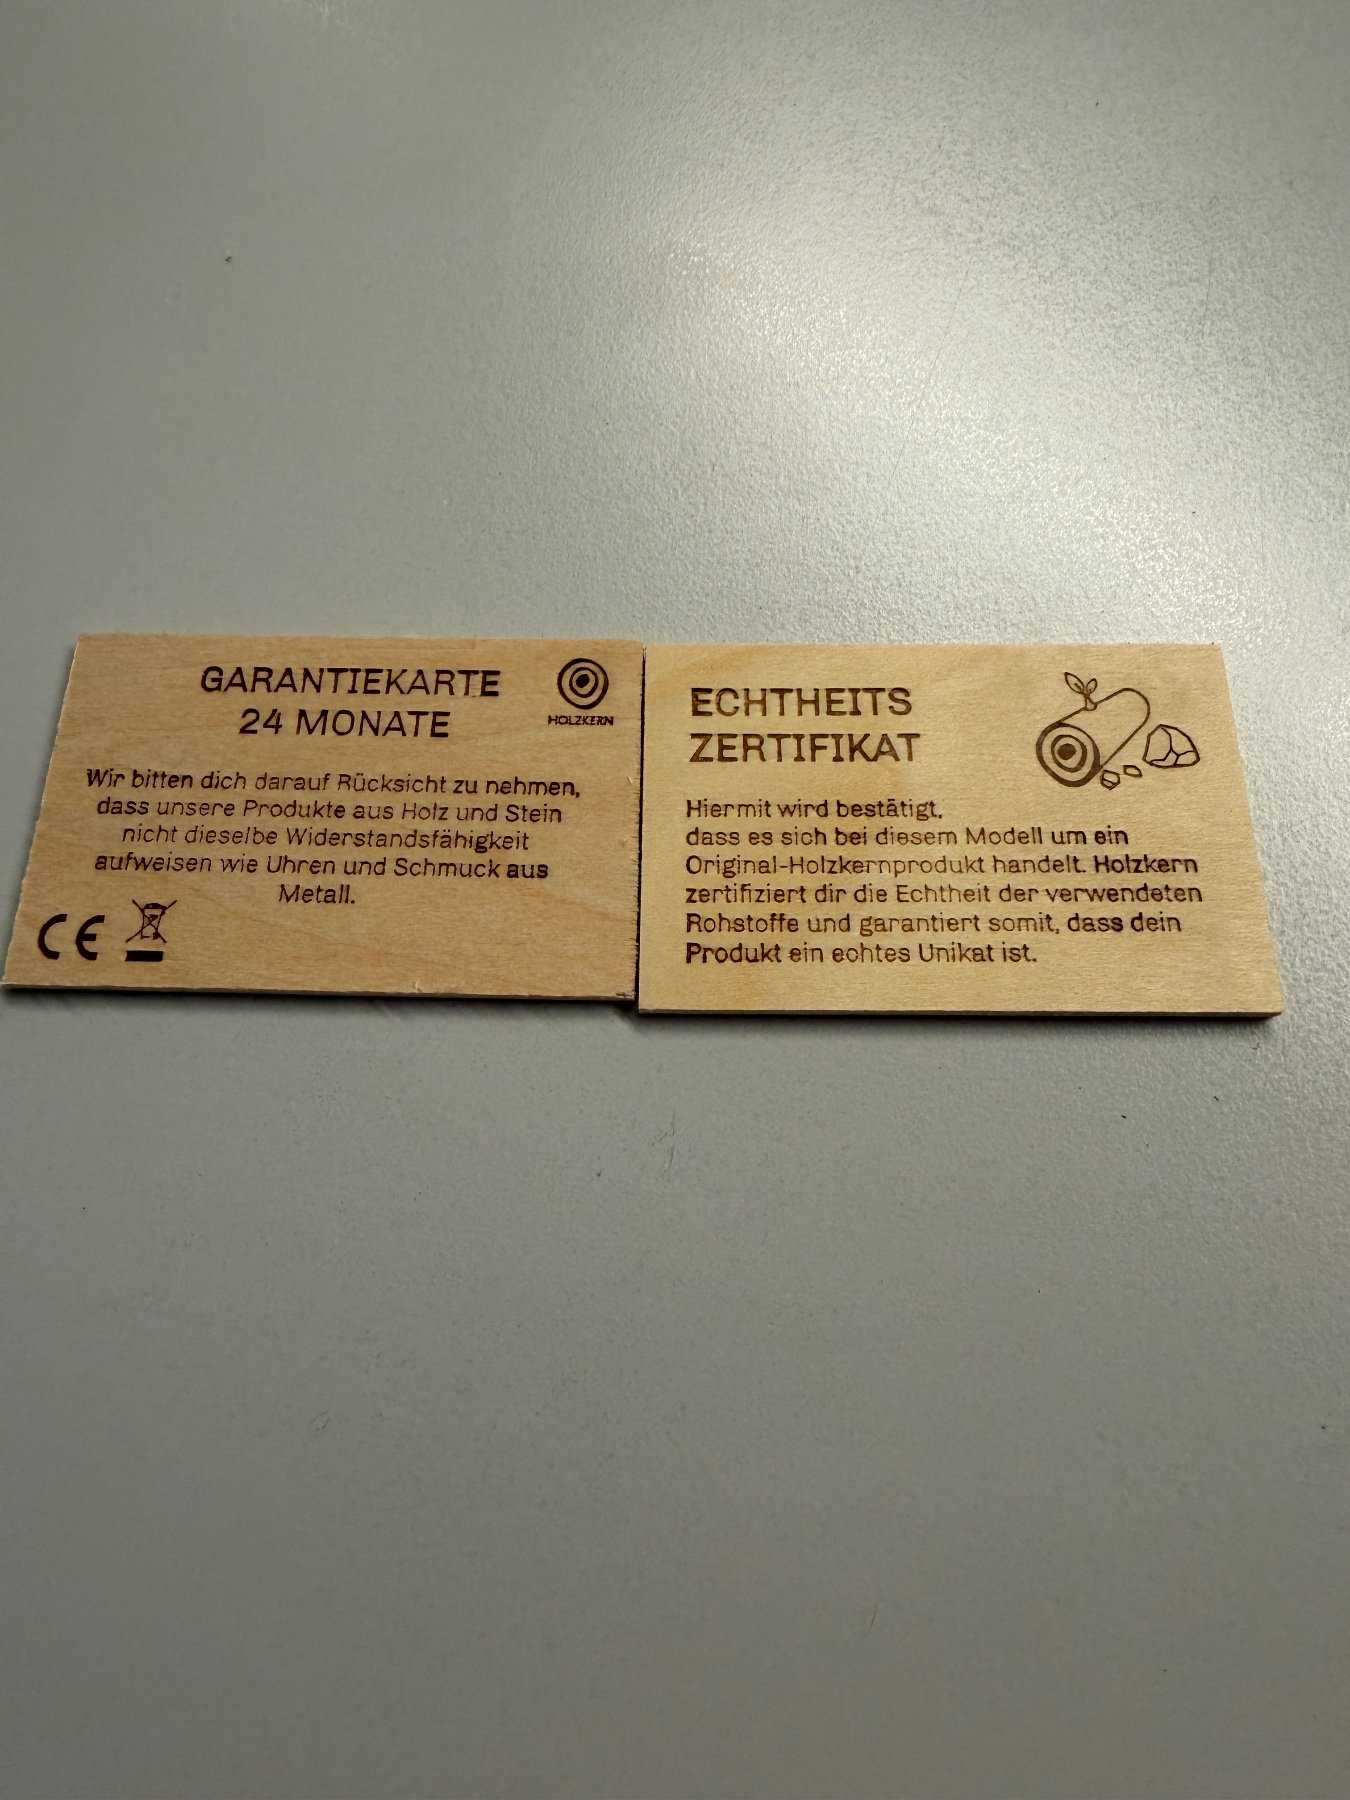 GARANTIEKARTE
24 MONATE
HOLZKERN
Wir bitten dich darauf Rücksicht zu nehmen,
dass unsere Produkte aus Holz und Stein
nicht dieselbe Widerstandsfähigkeit
aufweisen wie Uhren und Schmuck aus
Metall.
CE
ECHTHEITS
ZERTIFIKAT
Hiermit wird bestätigt,
dass es sich bei diesem Modell um ein
Original-Holzkernprodukt handelt. Holzkern
zertifiziert dir die Echtheit der verwendeten
Rohstoffe und garantiert somit, dass dein
Produkt ein echtes Unikat ist.